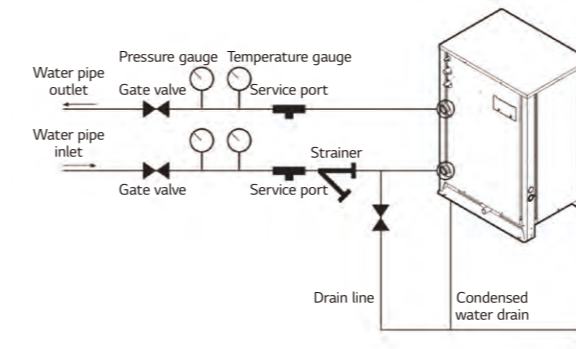 Pressure gauge
Temperature gauge
Water pipe
outlet
Gate valve
Service port
Water pipe
inlet
Strainer
Gate valve
Service port
Drain line
Condensed
water drain